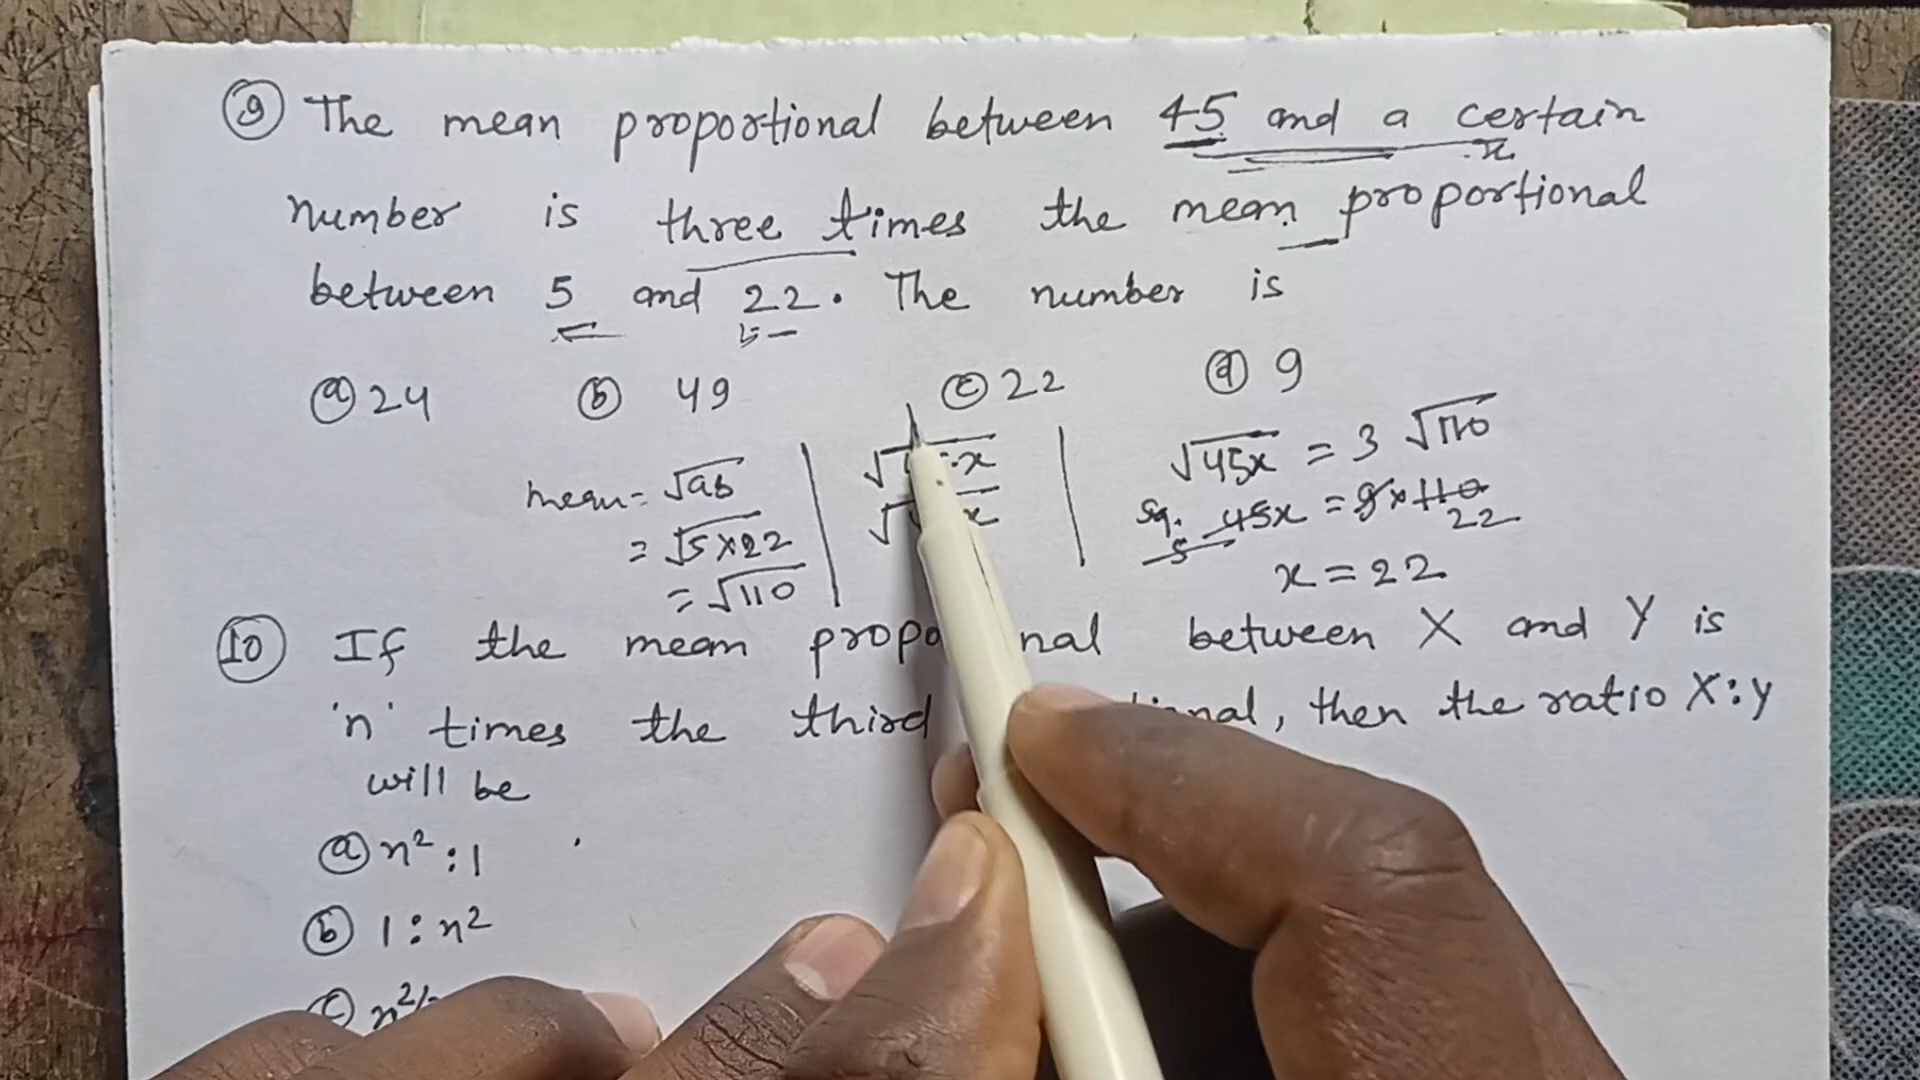 9 The mean proportional between 45 and a certain
x
number is three times the mean proportional
between 5 and 22. The number is
a 24 b 49 c 22 d 9
mean = √ab
= √5×22
= √110
√45x = 3 √110
Sq. 45x = 9×110
5 22
x = 22
10 If the mean between X and Y is
'n' times the third then the ratio X:Y
will be
a n² : 1
b 1 : n²